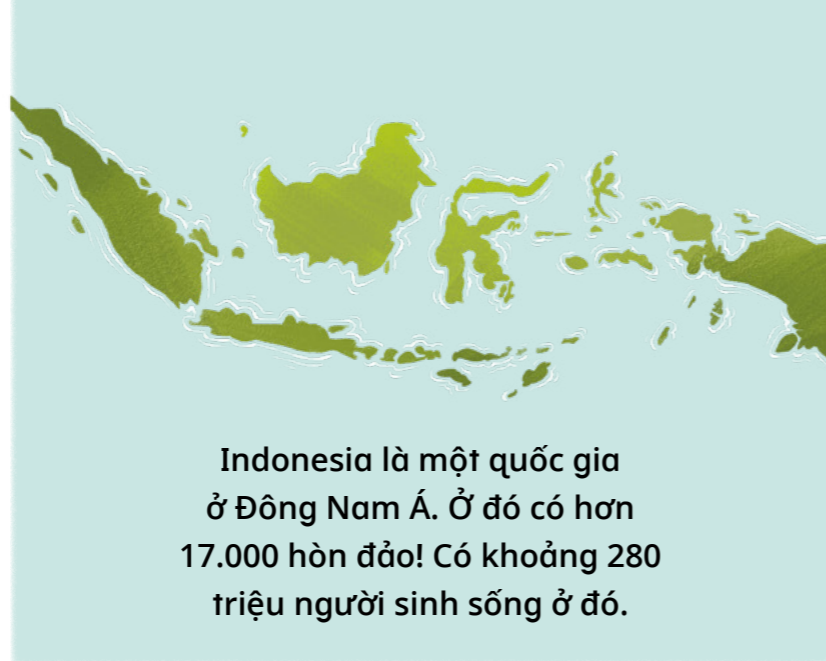 Indonesia là một quốc gia
ở Đông Nam Á. Ở đó có hơn
17.000 hòn đảo! Có khoảng 280
triệu người sinh sống ở đó.